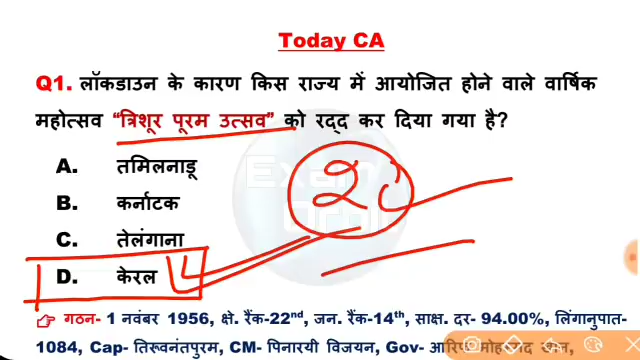 Today CA
Q1. लॉकडाउन के कारण किस राज्य में आयोजित होने वाले वार्षिक
महोत्सव “त्रिशूर पूरम उत्सव” को रद्द कर दिया गया है?
A. तमिलनाडू
B. कर्नाटक
C. तेलंगाना
D. केरल
गठन- 1 नवंबर 1956, क्षे. रैंक-22nd, जन. रैंक-14th, साक्ष. दर- 94.00%, लिंगानुपात-
1084, Cap- तिरूवनंतपुरम, CM- पिनारयी विजयन, Gov-